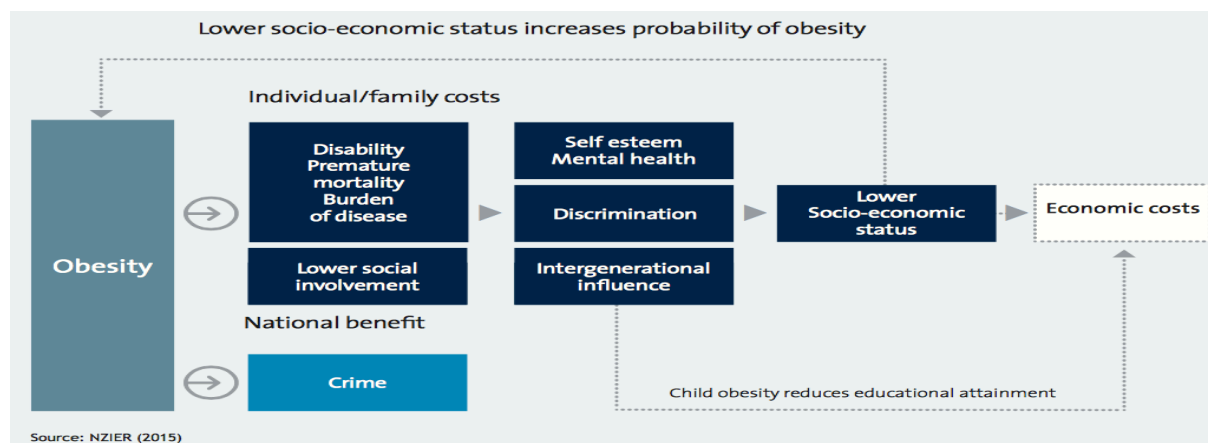 Lower socio-economic status increases probability of obesity
Individual/family costs
Obesity
Disability
Premature
mortality
Burden
of disease
Lower social
involvement
Self esteem
Mental health
Discrimination
Intergenerational
influence
Lower
Socio-economic
status
Economic costs
National benefit
Crime
Child obesity reduces educational attainment
Source: NZIER (2015)